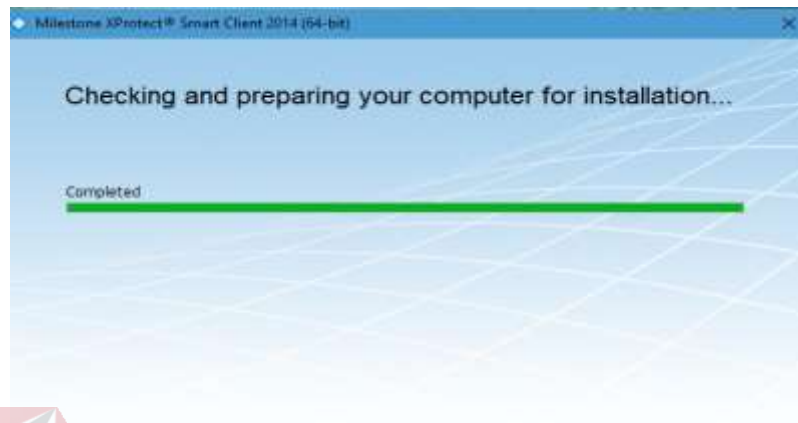 Milestone XProtect® Smart Client 2014 (64-bit)
Checking and preparing your computer for installation...
Completed